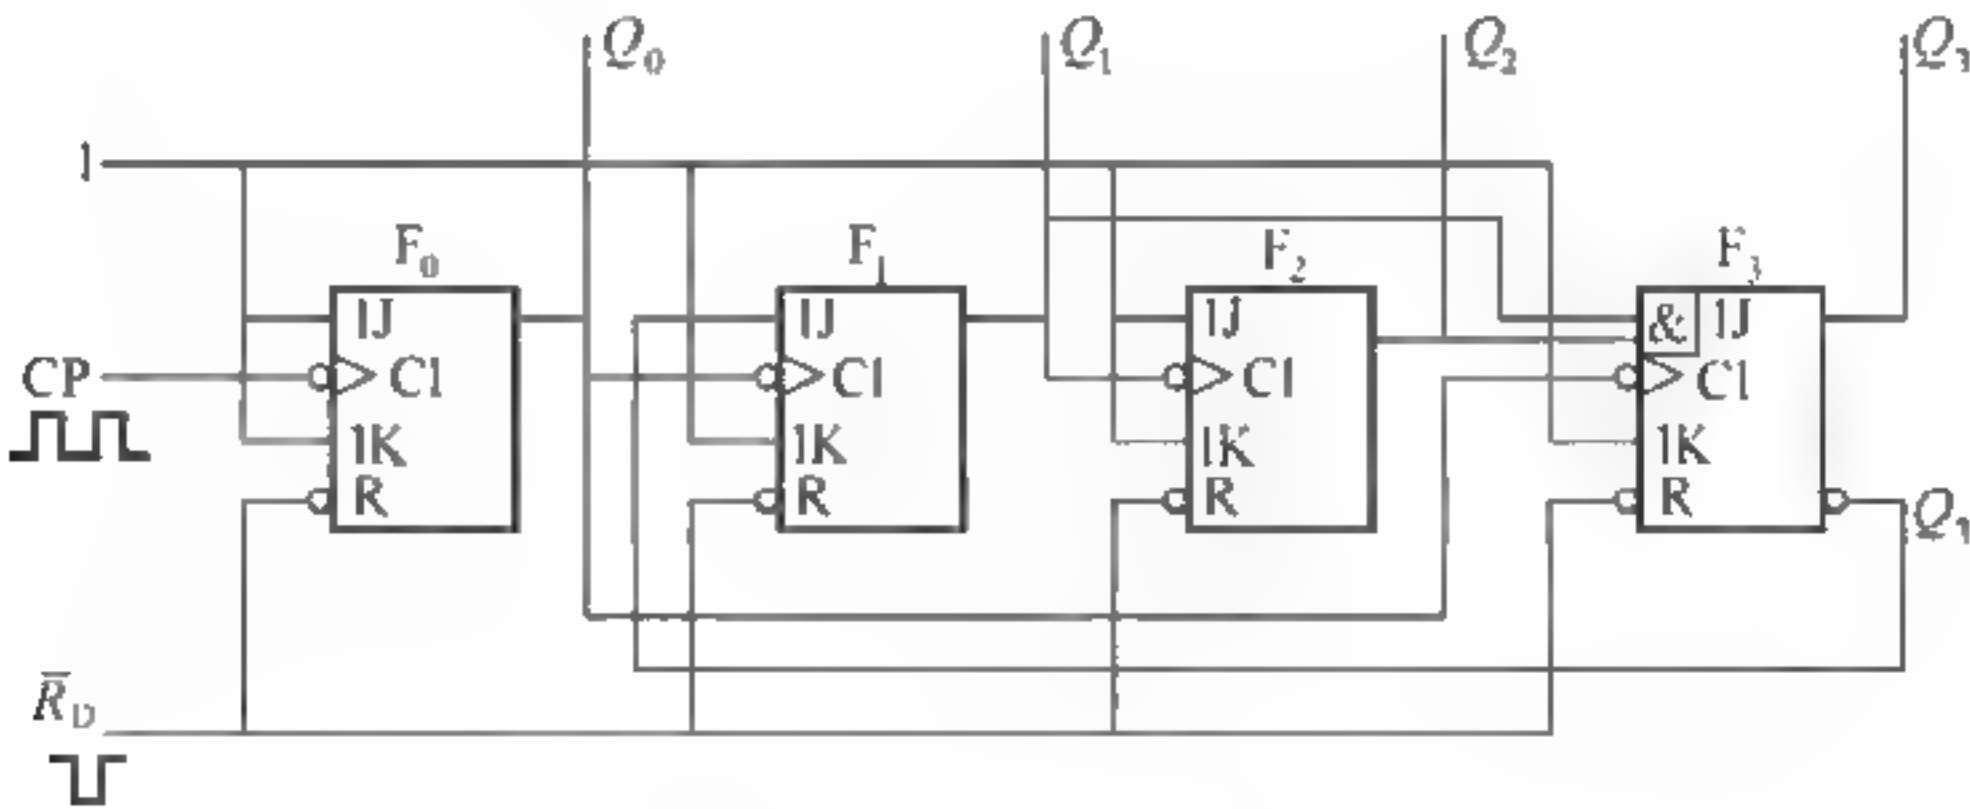 Q₀ Q₁ Q₂ Q₃
1
F₀ F₁ F₂ F₃
1J 1J 1J & 1J
CP C1 C1 C1 C1
1K 1K 1K 1K
R R R R
R̄_D